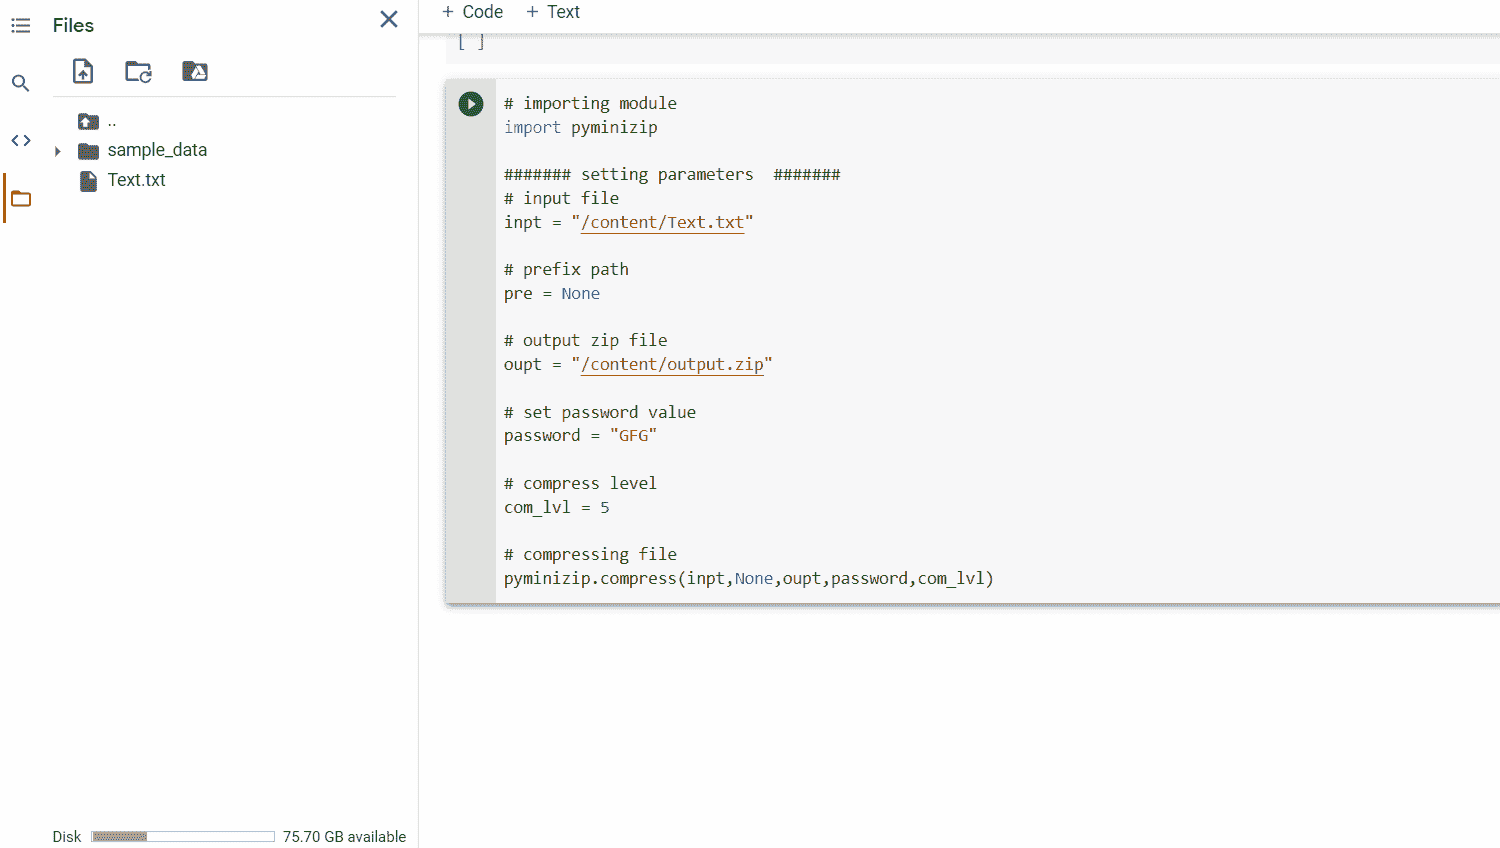 Files
..
sample_data
Text.txt
Disk 75.70 GB available
+ Code + Text
[ ]
# importing module
import pyminizip
####### setting parameters  #######
# input file
inpt = "/content/Text.txt"
# prefix path
pre = None
# output zip file
oupt = "/content/output.zip"
# set password value
password = "GFG"
# compress level
com_lvl = 5
# compressing file
pyminizip.compress(inpt,None,oupt,password,com_lvl)